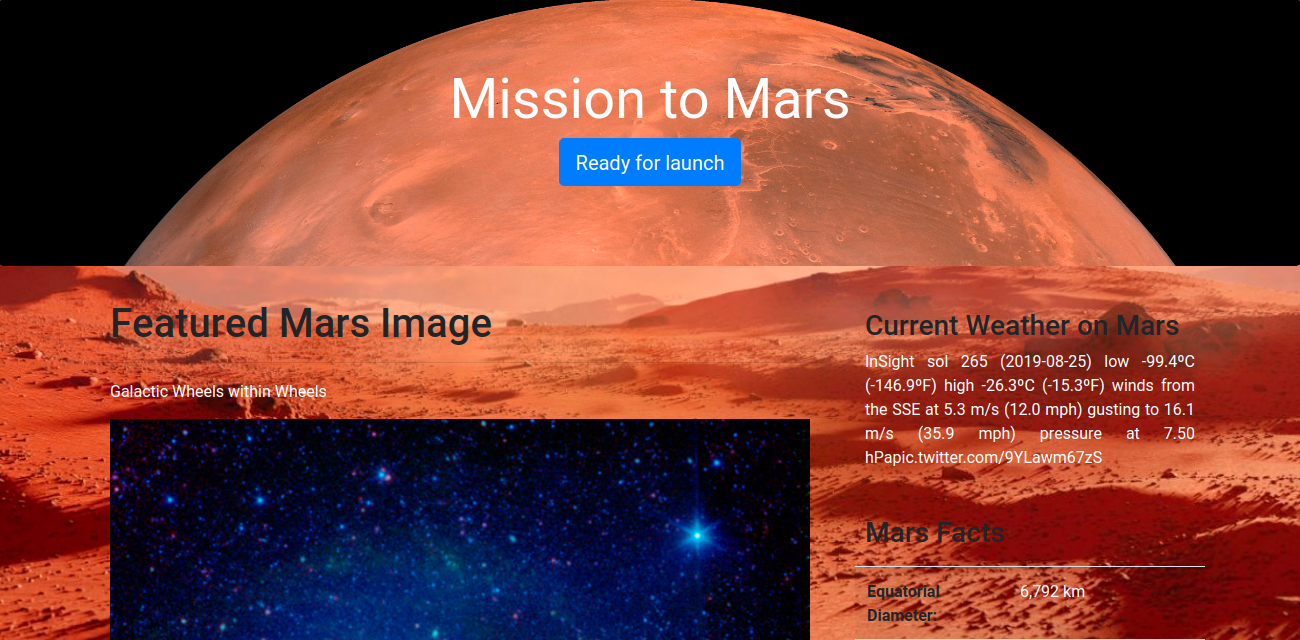 Mission to Mars
Ready for launch
Featured Mars Image
Galactic Wheels within Wheels
Current Weather on Mars
InSight sol 265 (2019-08-25) low -99.4ºC
(-146.9ºF) high -26.3ºC (-15.3ºF) winds from
the SSE at 5.3 m/s (12.0 mph) gusting to 16.1
m/s (35.9 mph) pressure at 7.50
hPapic.twitter.com/9YLawm67zS
Mars Facts
Equatorial 6,792 km
Diameter: